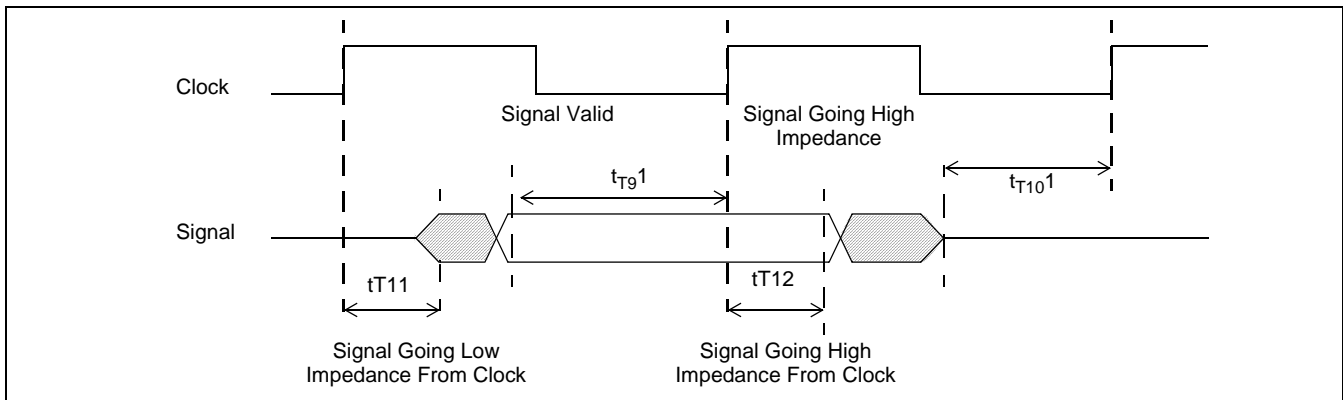 Clock
Signal Valid
Signal Going High
Impedance
tT91
tT101
Signal
tT11
tT12
Signal Going Low
Impedance From Clock
Signal Going High
Impedance From Clock